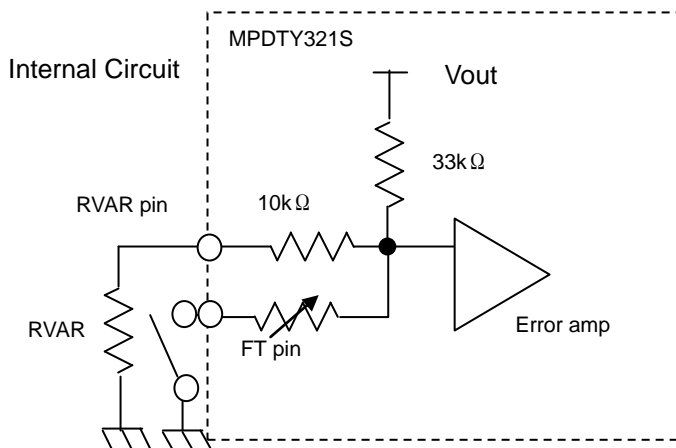 MPDTY321S
Internal Circuit
Vout
33kΩ
10kΩ
RVAR pin
RVAR
FT pin
Error amp